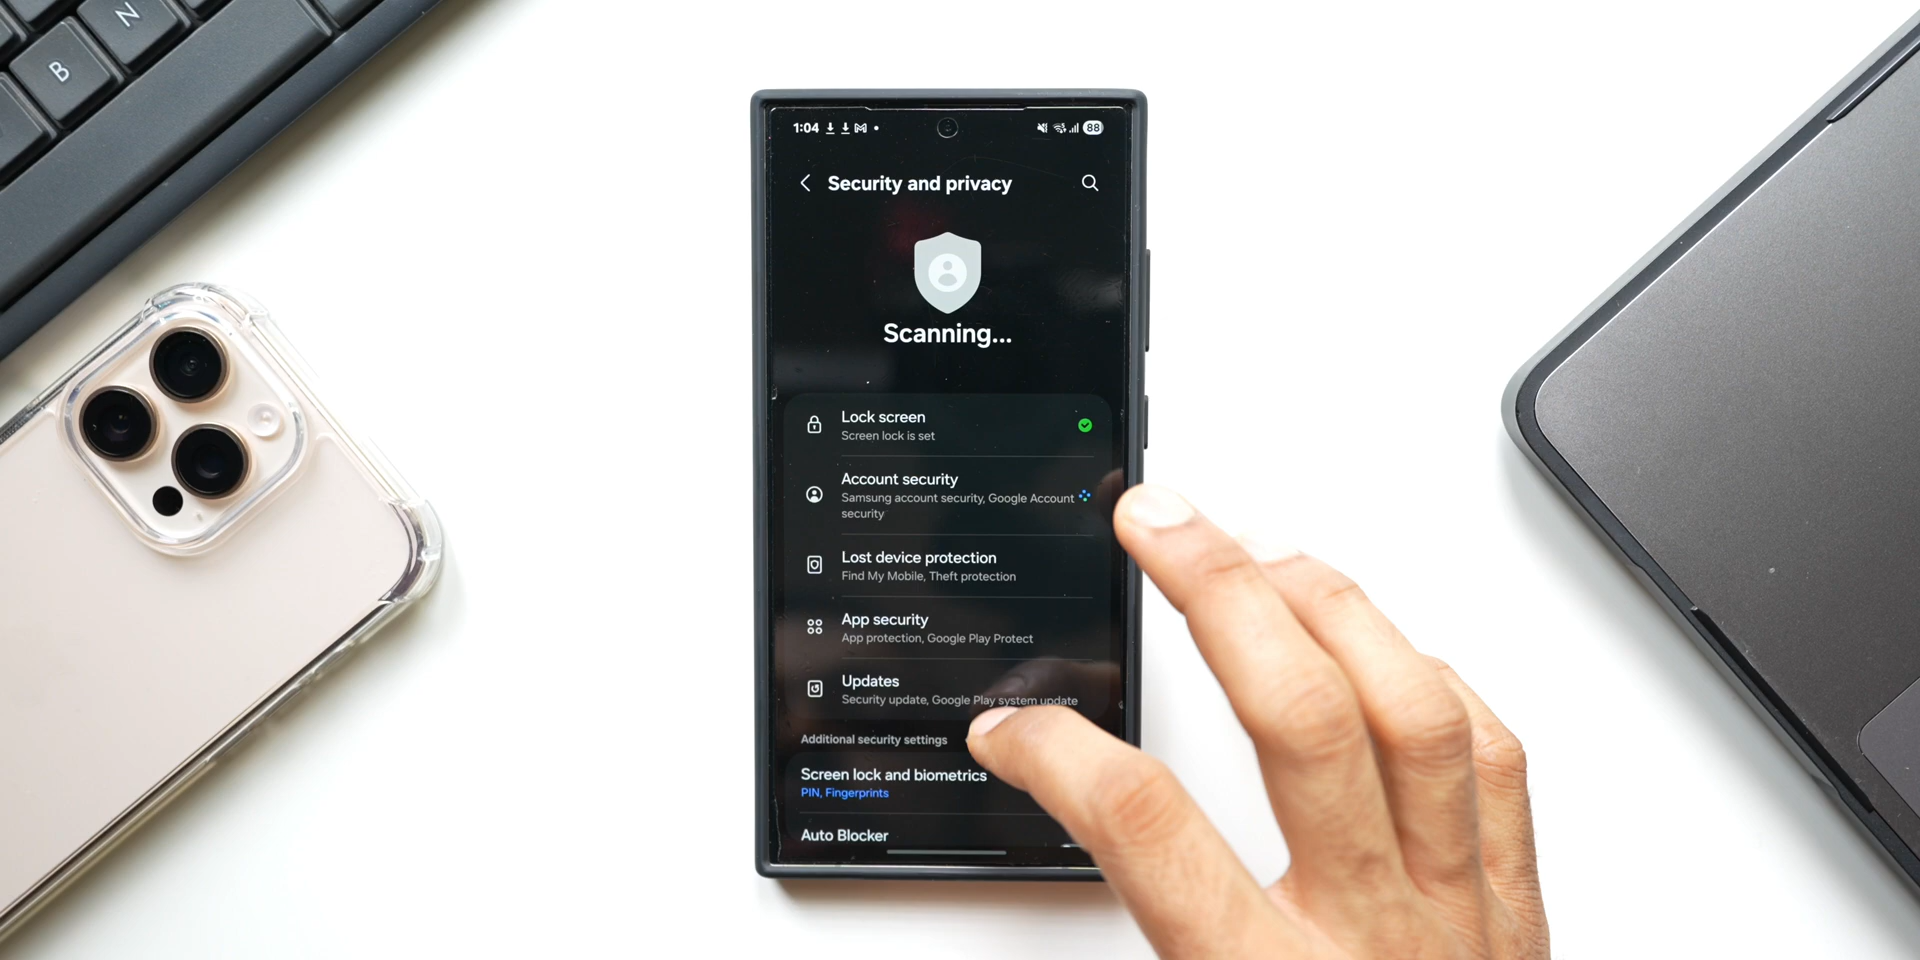 N
B
1:04
88
Security and privacy
Scanning...
Lock screen
Screen lock is set
Account security
Samsung account security, Google Account
security
Lost device protection
Find My Mobile, Theft protection
App security
App protection, Google Play Protect
Updates
Security update, Google Play system update
Additional security settings
Screen lock and biometrics
PIN, Fingerprints
Auto Blocker